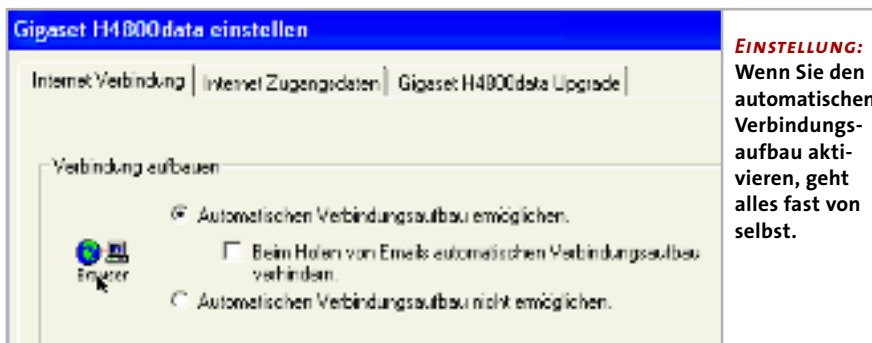 Gigaset H4800data einstellen
Internet Verbindung
Internet Zugangsdaten
Gigaset H4800data Upgrade
Verbindung aufbauen
Automatischen Verbindungsaufbau ermöglichen.
Beim Holen von Emails automatischen Verbindungsaufbau
verhindern.
Browser
Automatischen Verbindungsaufbau nicht ermöglichen.
EINSTELLUNG:
Wenn Sie den
automatischen
Verbindungs-
aufbau akti-
vieren, geht
alles fast von
selbst.